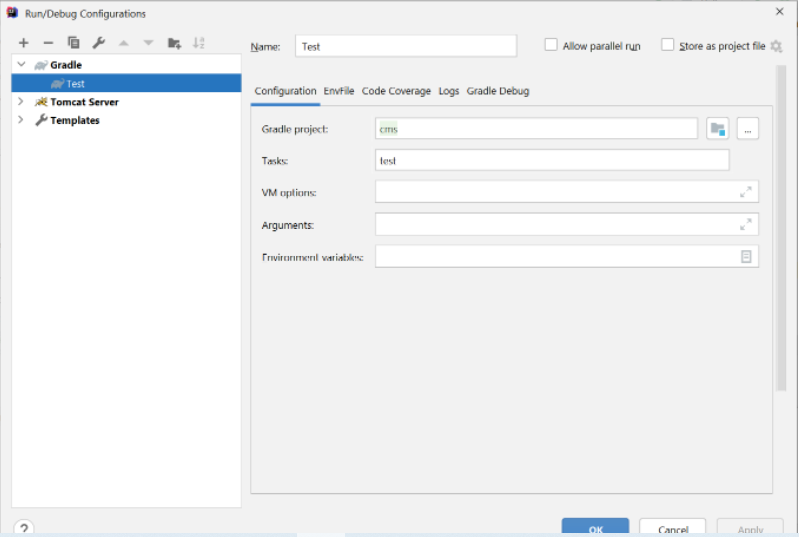 Run/Debug Configurations
Name: Test Allow parallel run Store as project file
Gradle
Test
Tomcat Server
Templates
Configuration EnvFile Code Coverage Logs Gradle Debug
Gradle project: cms ...
Tasks: test
VM options:
Arguments:
Environment variables:
? OK Cancel Apply